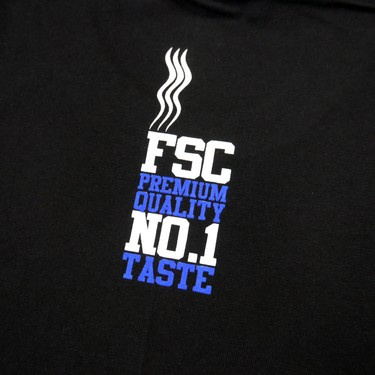 FSC
PREMIUM
QUALITY
NO.1
TASTE